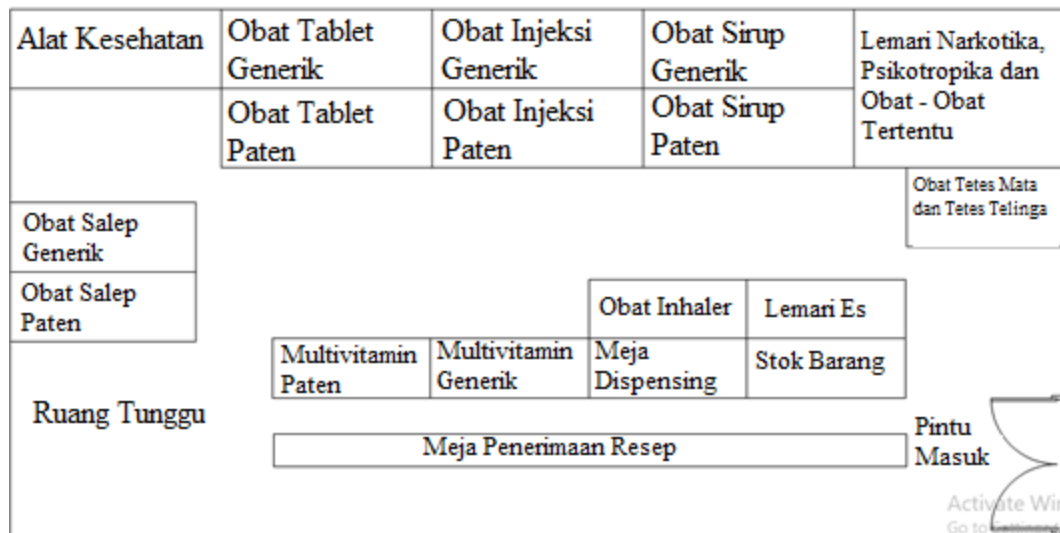 Alat Kesehatan
Obat Tablet
Generik
Obat Injeksi
Generik
Obat Sirup
Generik
Lemari Narkotika,
Psikotropika dan
Obat - Obat
Tertentu
Obat Tablet
Paten
Obat Injeksi
Paten
Obat Sirup
Paten
Obat Tetes Mata
dan Tetes Telinga
Obat Salep
Generik
Obat Salep
Paten
Obat Inhaler
Lemari Es
Multivitamin
Paten
Multivitamin
Generik
Meja
Dispensing
Stok Barang
Ruang Tunggu
Meja Penerimaan Resep
Pintu
Masuk
Activate Win
Go to